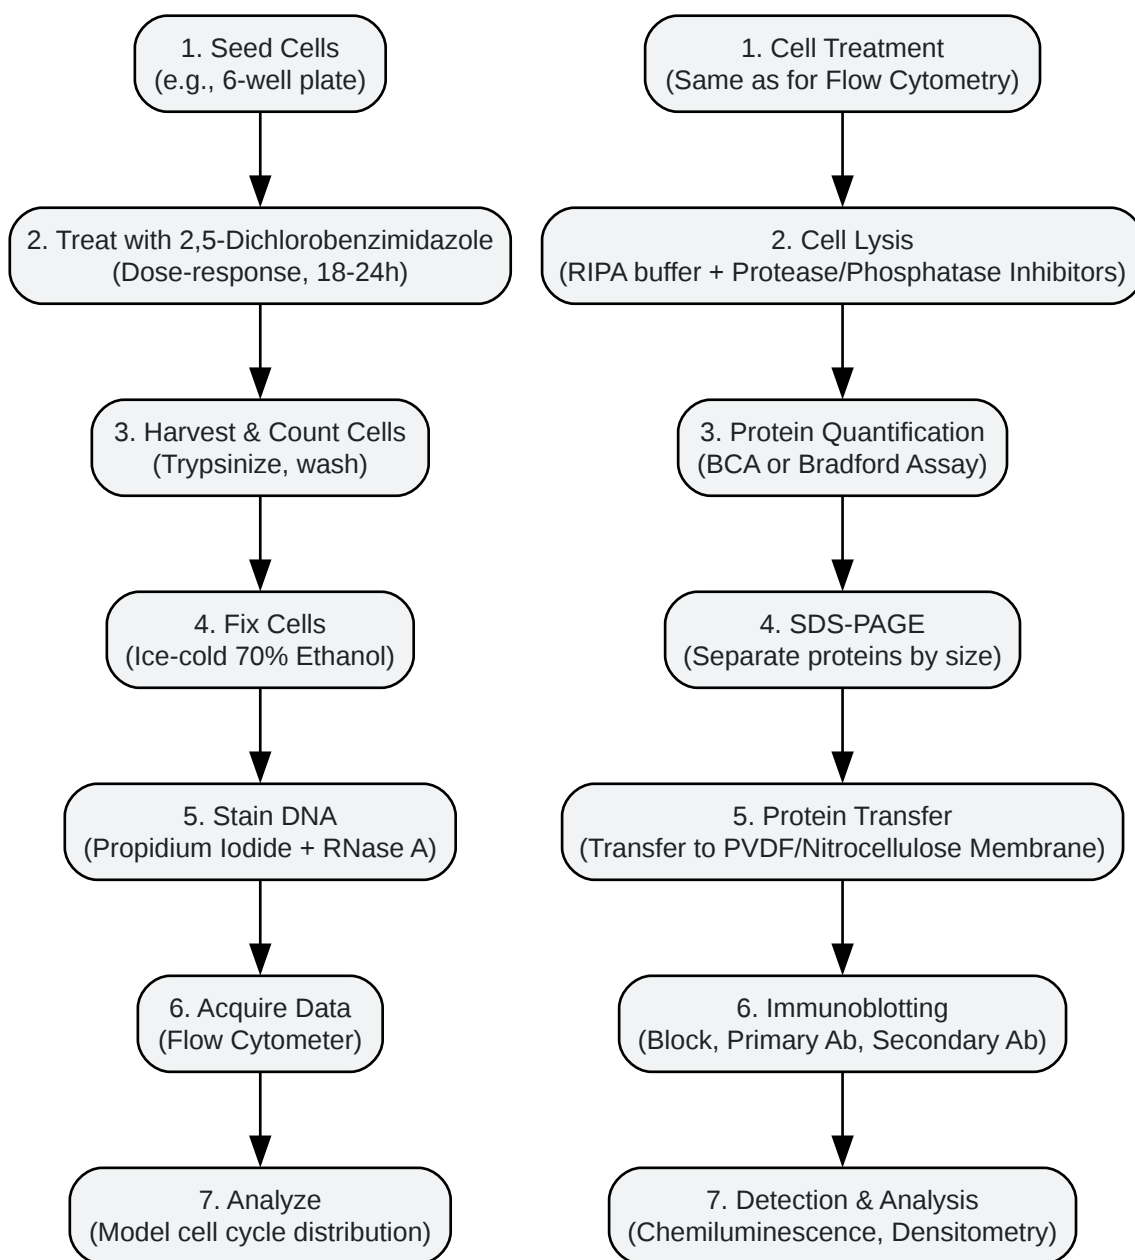 1. Seed Cells
(e.g., 6-well plate)
2. Treat with 2,5-Dichlorobenzimidazole
(Dose-response, 18-24h)
3. Harvest & Count Cells
(Trypsinize, wash)
4. Fix Cells
(Ice-cold 70% Ethanol)
5. Stain DNA
(Propidium Iodide + RNase A)
6. Acquire Data
(Flow Cytometer)
7. Analyze
(Model cell cycle distribution)
1. Cell Treatment
(Same as for Flow Cytometry)
2. Cell Lysis
(RIPA buffer + Protease/Phosphatase Inhibitors)
3. Protein Quantification
(BCA or Bradford Assay)
4. SDS-PAGE
(Separate proteins by size)
5. Protein Transfer
(Transfer to PVDF/Nitrocellulose Membrane)
6. Immunoblotting
(Block, Primary Ab, Secondary Ab)
7. Detection & Analysis
(Chemiluminescence, Densitometry)